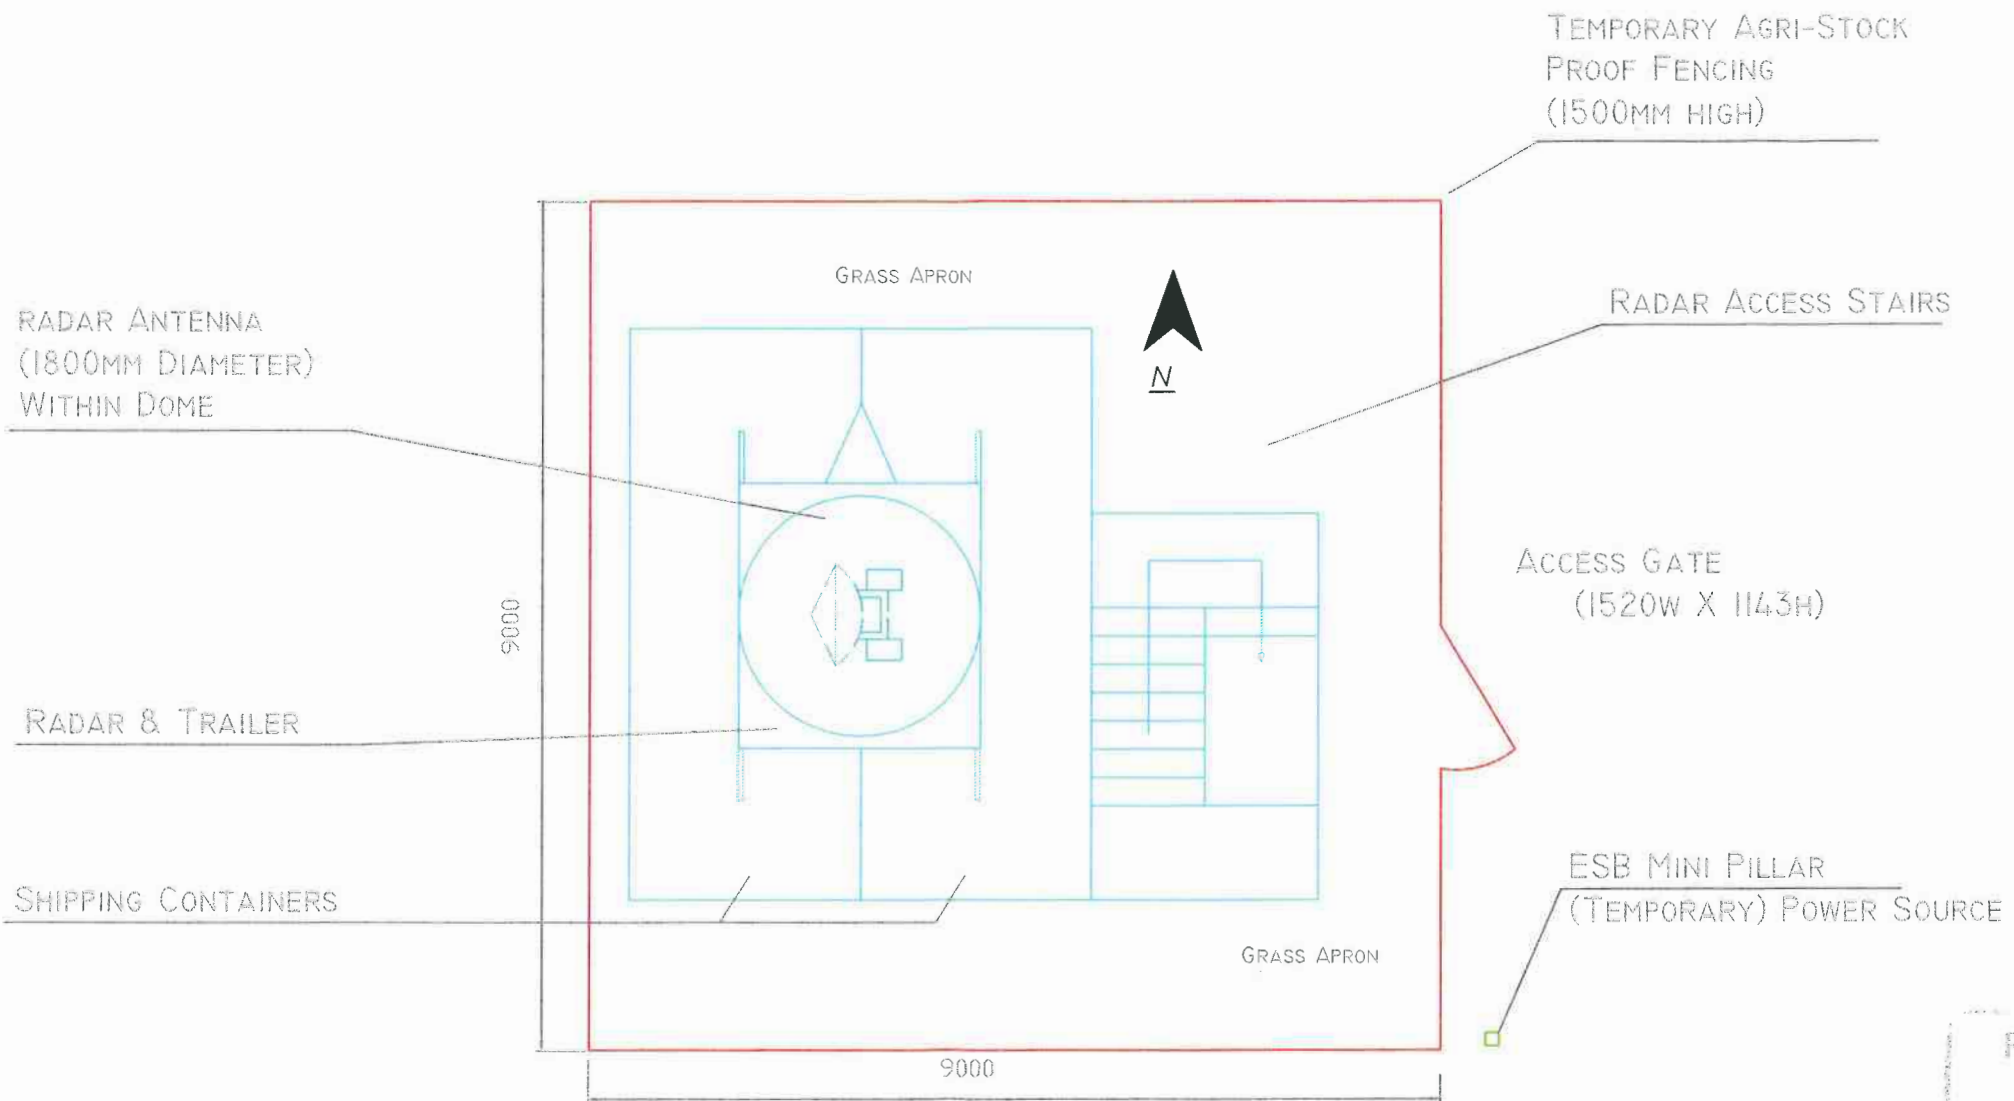 TEMPORARY AGRI-STOCK
PROOF FENCING
(1500MM HIGH)
GRASS APRON
N
RADAR ACCESS STAIRS
RADAR ANTENNA
(1800MM DIAMETER)
WITHIN DOME
ACCESS GATE
(1520W X 1143H)
9000
RADAR & TRAILER
SHIPPING CONTAINERS
ESB MINI PILLAR
(TEMPORARY) POWER SOURCE
GRASS APRON
9000